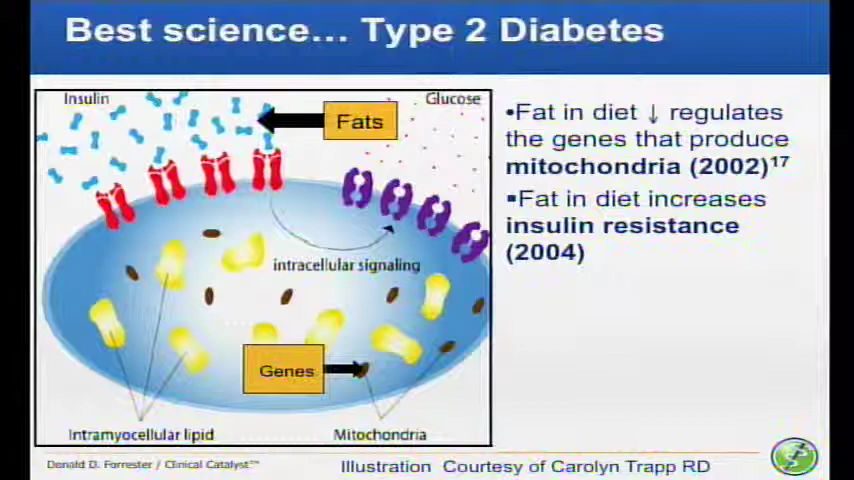 Best science… Type 2 Diabetes
Insulin
Fats
Glucose
intracellular signaling
Genes
Intramyocellular lipid
Mitochondria
•Fat in diet ↓ regulates
the genes that produce
mitochondria (2002)17
▪Fat in diet increases
insulin resistance
(2004)
Donald D. Forrester / Clinical Catalyst™
Illustration Courtesy of Carolyn Trapp RD